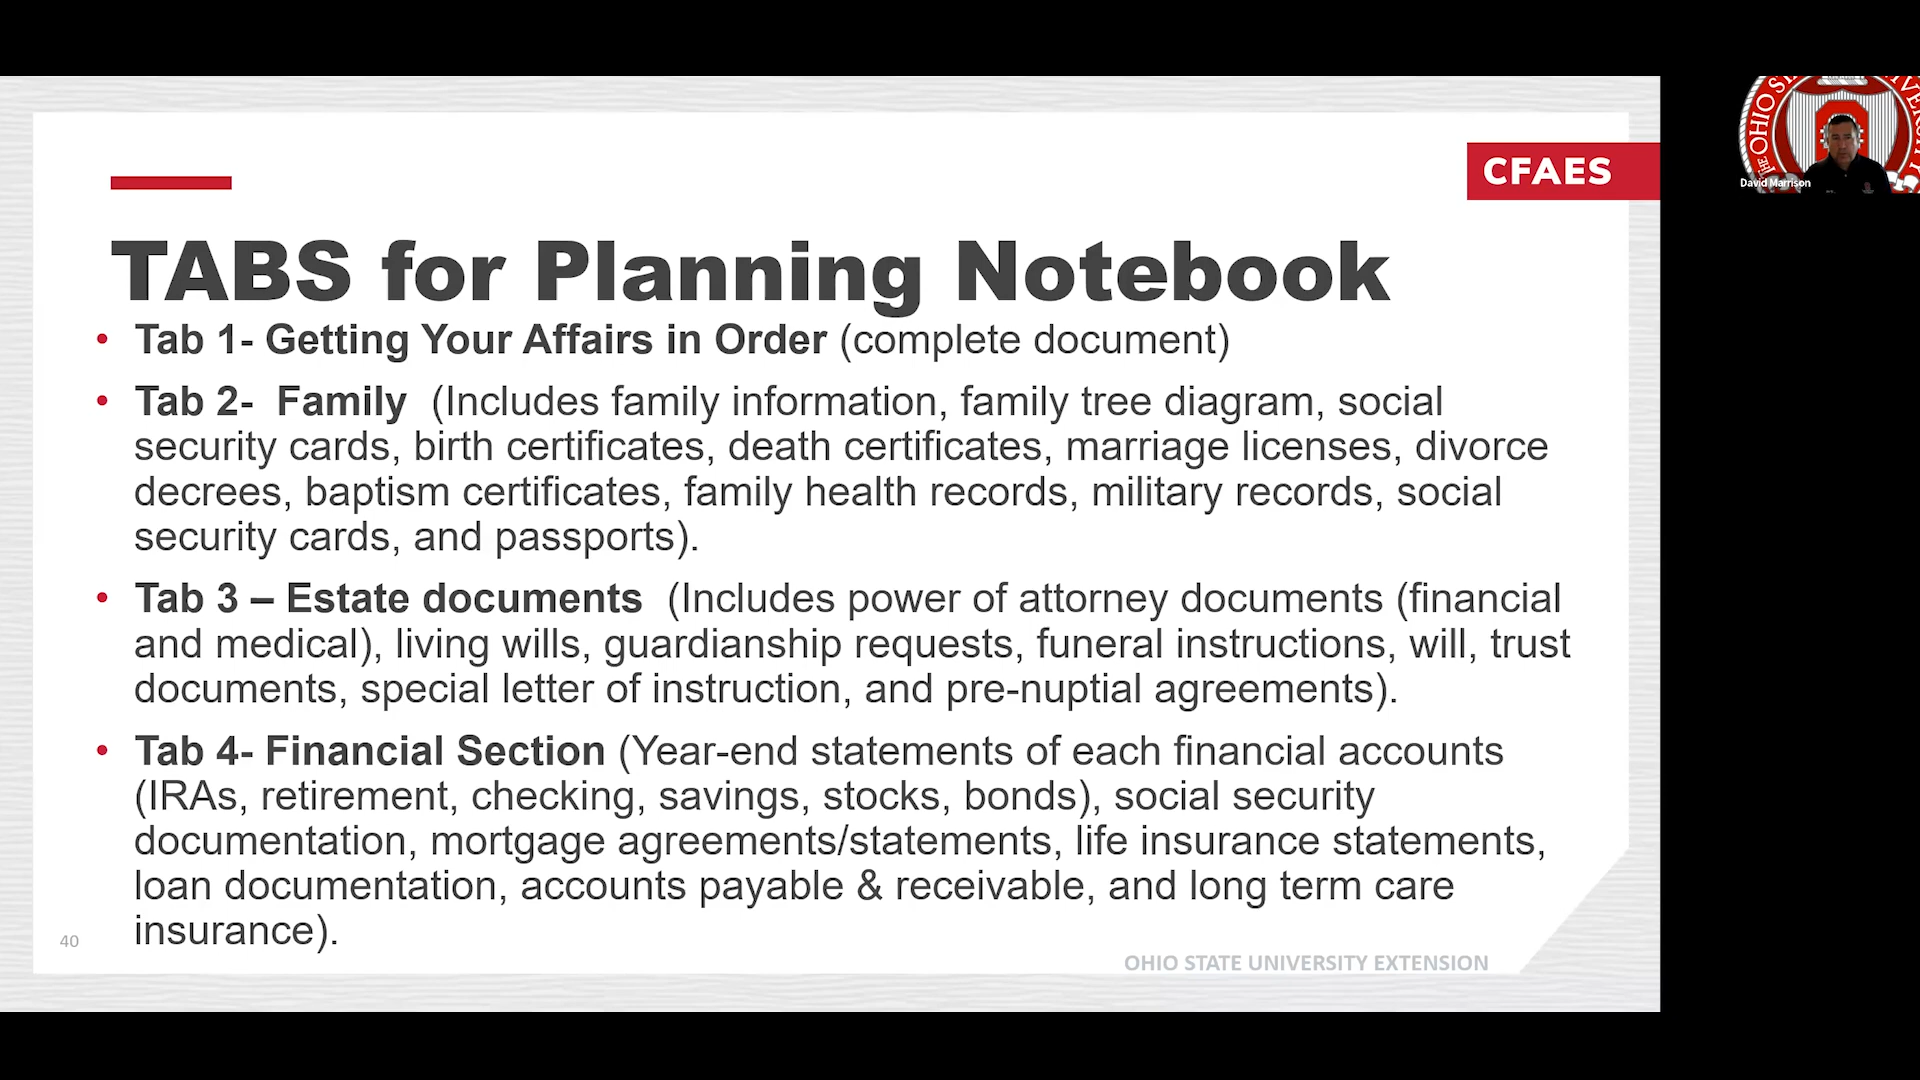 CFAES
TABS for Planning Notebook
• Tab 1- Getting Your Affairs in Order (complete document)
• Tab 2- Family (Includes family information, family tree diagram, social
security cards, birth certificates, death certificates, marriage licenses, divorce
decrees, baptism certificates, family health records, military records, social
security cards, and passports).
• Tab 3 – Estate documents (Includes power of attorney documents (financial
and medical), living wills, guardianship requests, funeral instructions, will, trust
documents, special letter of instruction, and pre-nuptial agreements).
• Tab 4- Financial Section (Year-end statements of each financial accounts
(IRAs, retirement, checking, savings, stocks, bonds), social security
documentation, mortgage agreements/statements, life insurance statements,
loan documentation, accounts payable & receivable, and long term care
insurance).
40
OHIO STATE UNIVERSITY EXTENSION
THE OHIO
David Marrison